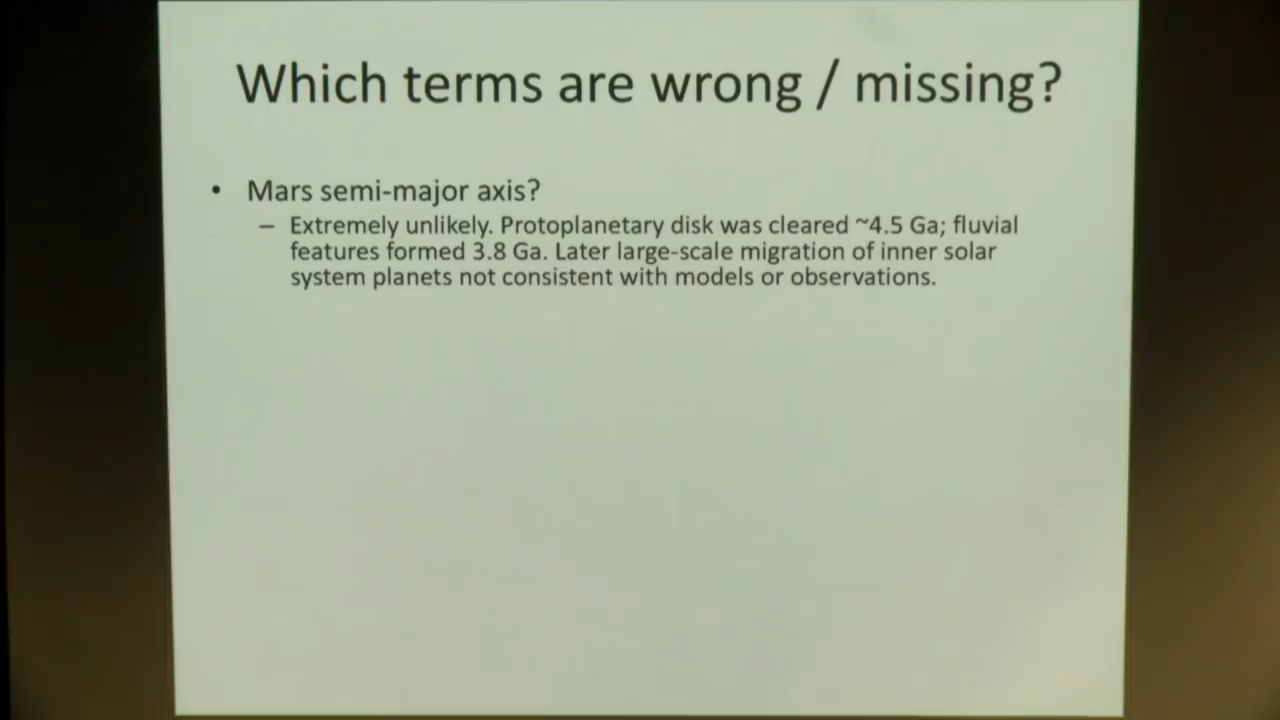 Which terms are wrong / missing?
• Mars semi-major axis?
– Extremely unlikely. Protoplanetary disk was cleared ~4.5 Ga; fluvial
features formed 3.8 Ga. Later large-scale migration of inner solar
system planets not consistent with models or observations.